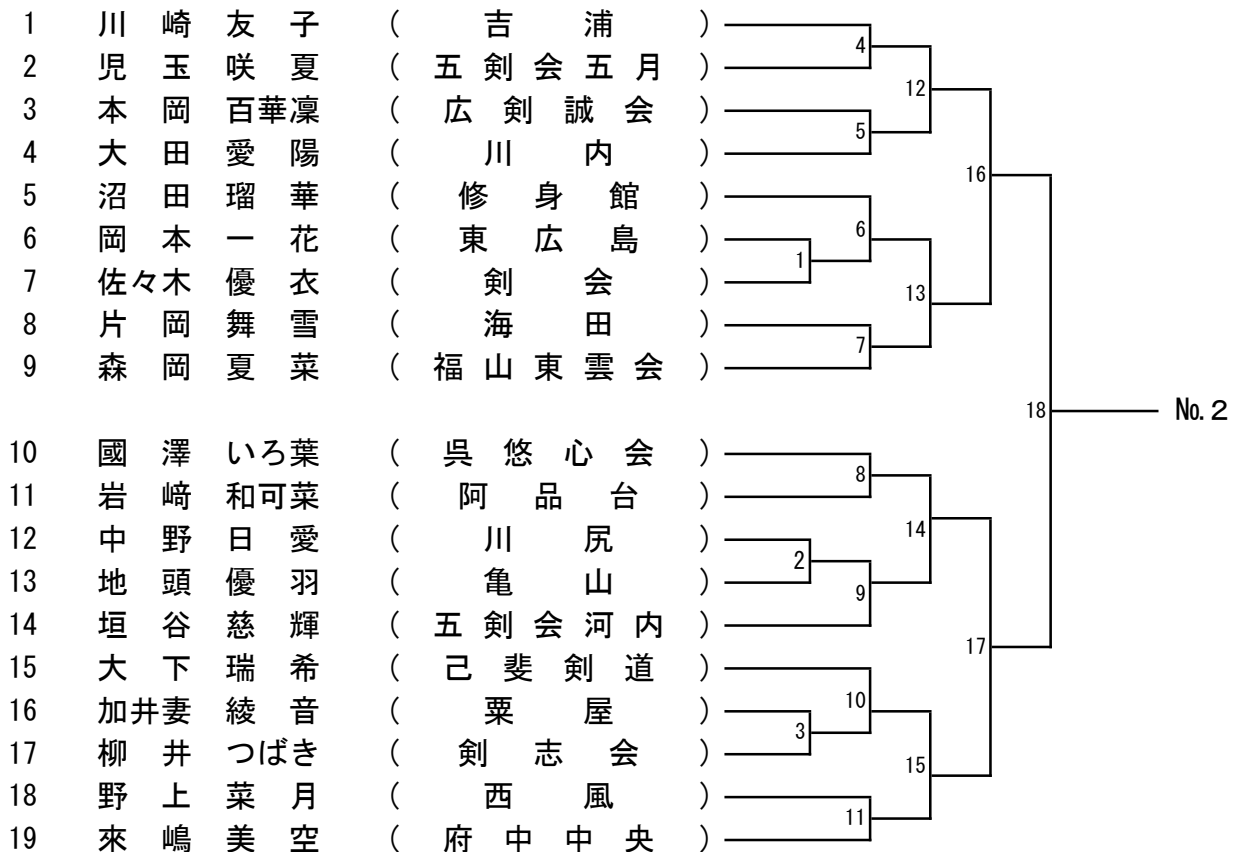 1 川崎友子 (吉浦)
2 児玉咲夏 (五剣会五月)
3 本岡百華凜 (広剣誠会)
4 大田愛陽 (川内)
5 沼田瑠華 (修身館)
6 岡本一花 (東広島)
7 佐々木優衣 (剣会)
8 片岡舞雪 (海田)
9 森岡夏菜 (福山東雲会)
10 國澤いろ葉 (呉悠心会)
11 岩﨑和可菜 (阿品台)
12 中野日愛 (川尻)
13 地頭優羽 (亀山)
14 垣谷慈輝 (五剣会河内)
15 大下瑞希 (己斐剣道)
16 加井妻綾音 (粟屋)
17 柳井つばき (剣志会)
18 野上菜月 (西風)
19 來嶋美空 (府中中央)
4
12
5
16
6
1
13
7
18 №2
8
14
2
9
17
10
3
15
11